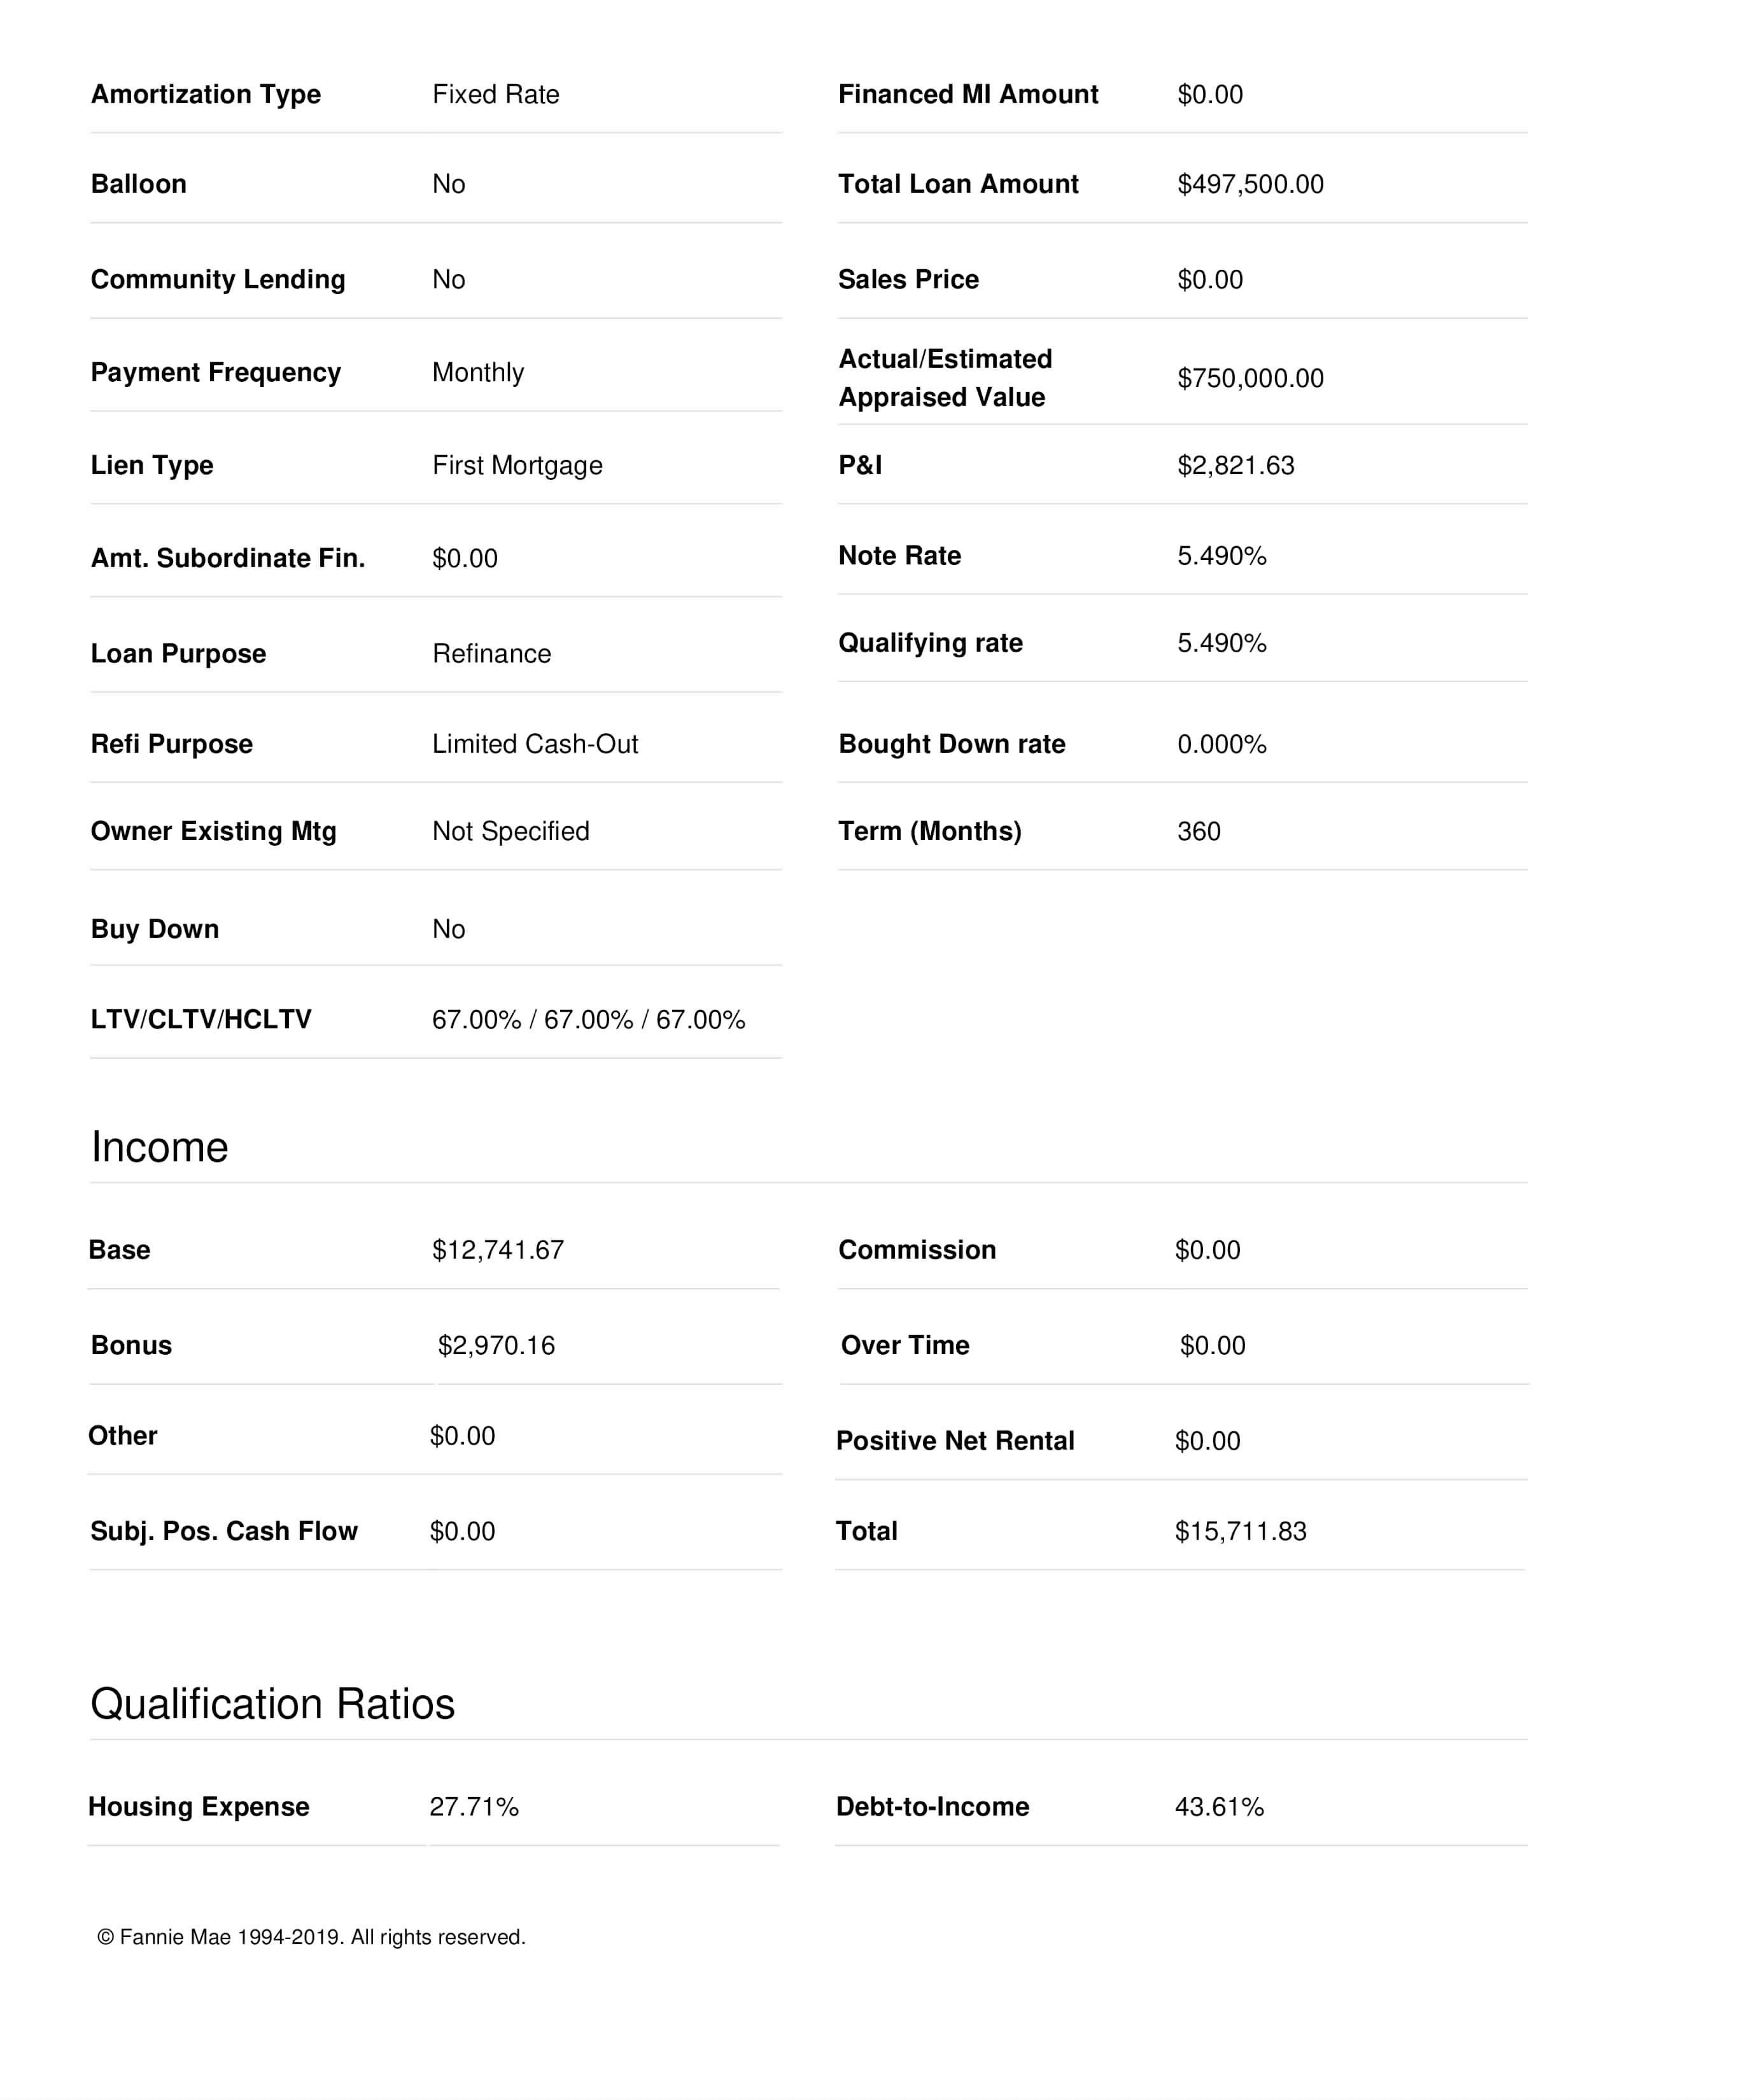 Amortization Type Fixed Rate
Balloon No
Community Lending No
Payment Frequency Monthly
Lien Type First Mortgage
Amt. Subordinate Fin. $0.00
Loan Purpose Refinance
Refi Purpose Limited Cash-Out
Owner Existing Mtg Not Specified
Buy Down No
LTV/CLTV/HCLTV 67.00% / 67.00% / 67.00%
Financed MI Amount $0.00
Total Loan Amount $497,500.00
Sales Price $0.00
Actual/Estimated
Appraised Value $750,000.00
P&I $2,821.63
Note Rate 5.490%
Qualifying rate 5.490%
Bought Down rate 0.000%
Term (Months) 360
Income
Base $12,741.67
Bonus $2,970.16
Other $0.00
Subj. Pos. Cash Flow $0.00
Commission $0.00
Over Time $0.00
Positive Net Rental $0.00
Total $15,711.83
Qualification Ratios
Housing Expense 27.71%
Debt-to-Income 43.61%
© Fannie Mae 1994-2019. All rights reserved.